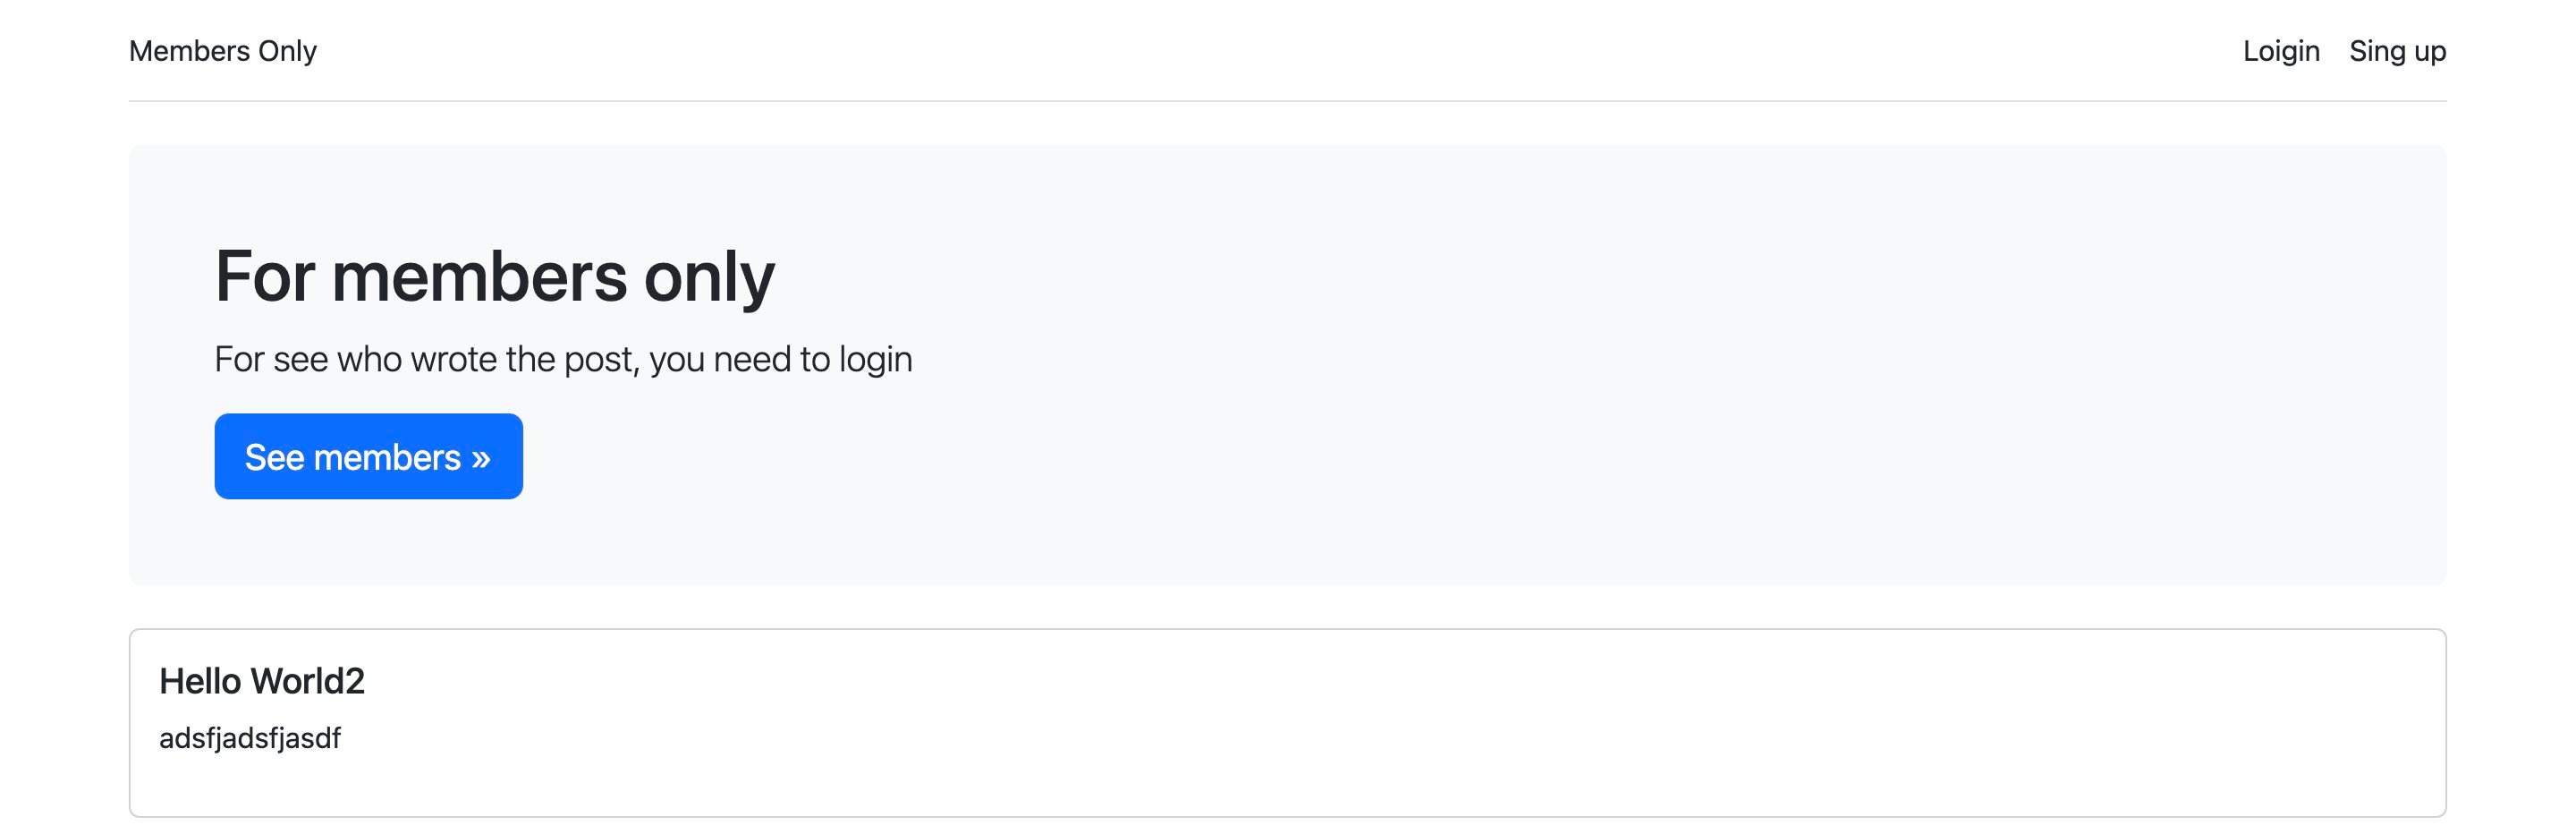 Members Only
Loigin Sing up
For members only
For see who wrote the post, you need to login
See members »
Hello World2
adsfjadsfjasdf